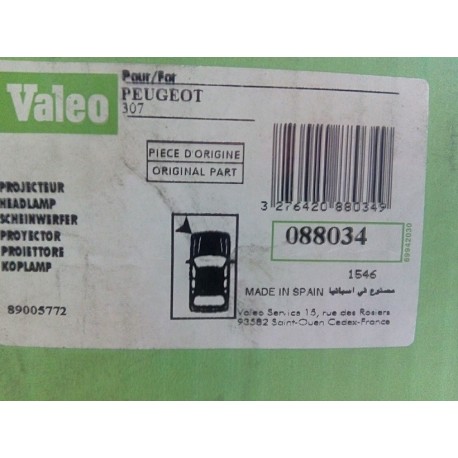 Valeo
Pour/For
PEUGEOT
307
PIECE D'ORIGINE
ORIGINAL PART
PROJECTEUR
HEADLAMP
SCHEINWERFER
PROYECTOR
PROIETTORE
KOPLAMP
89005772
3 276420 880349
088034
89942030
1546
MADE IN SPAIN مصنوع في اسبانيا
Valeo Service 15, rue des Rosiers
93582 Saint-Ouen Cedex-France